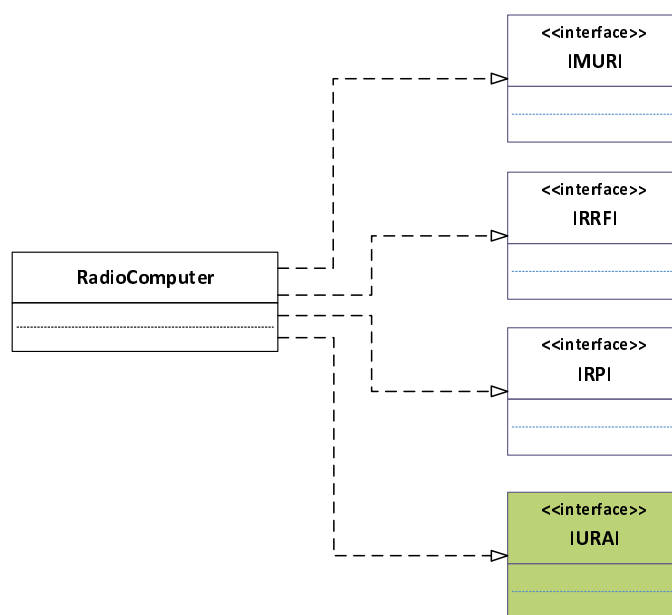 <<interface>>
IMURI
<<interface>>
IRRFI
RadioComputer
<<interface>>
IRPI
<<interface>>
IURAI